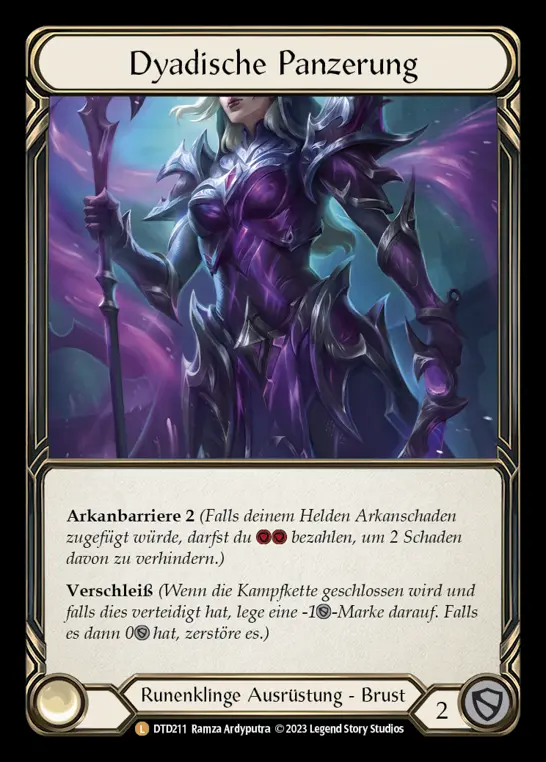 Dyadische Panzerung
Arkanbarriere 2 (Falls deinem Helden Arkanschaden
zugefügt würde, darfst du bezahlen, um 2 Schaden
davon zu verhindern.)
Verschleiß (Wenn die Kampfkette geschlossen wird und
falls dies verteidigt hat, lege eine -1-Marke darauf. Falls
es dann 0 hat, zerstöre es.)
Runenklinge Ausrüstung - Brust
2
L DTD211 Ramza Ardyputra © 2023 Legend Story Studios